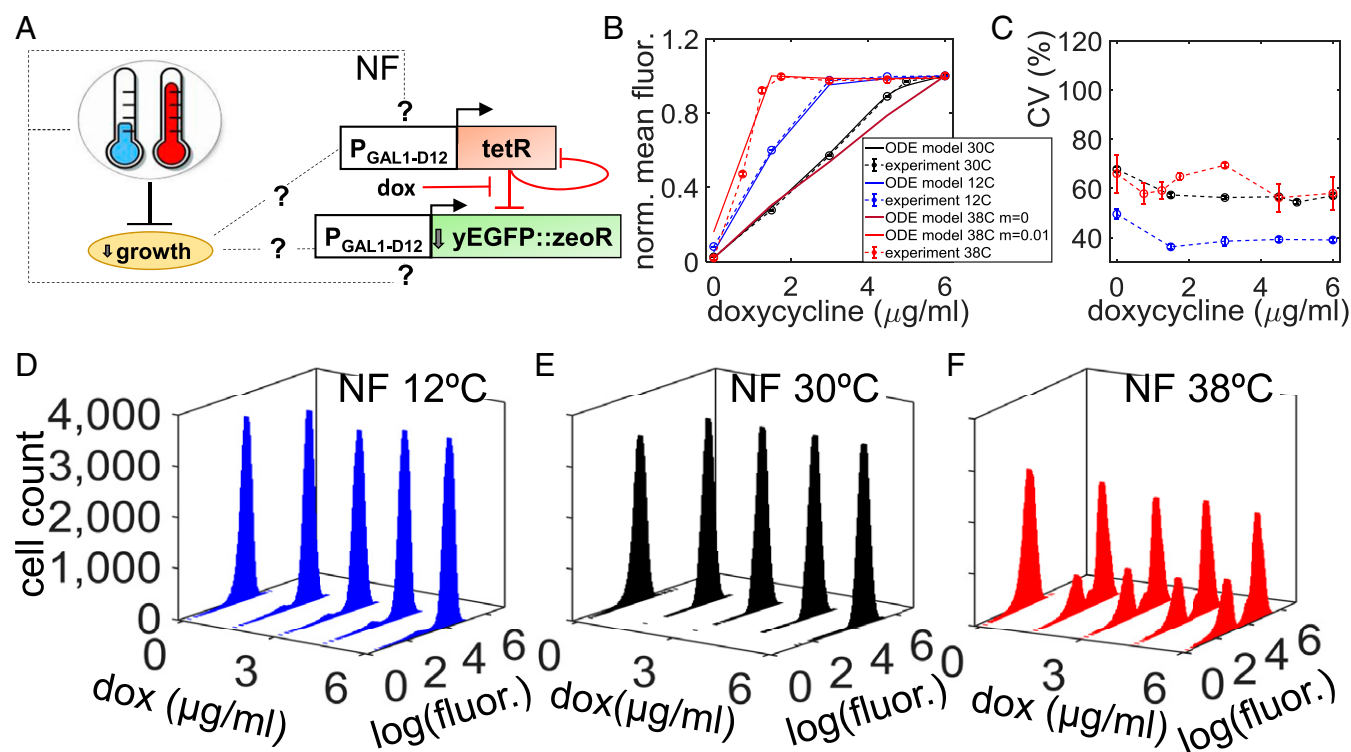 A
NF
?
P_GAL1-D12 tetR
dox
?
?
P_GAL1-D12 yEGFP::zeoR
growth
?
B
norm. mean fluor.
1.2
0.8
0.4
0
0 2 4 6
doxycycline (μg/ml)
ODE model 30C
experiment 30C
ODE model 12C
experiment 12C
ODE model 38C m=0
ODE model 38C m=0.01
experiment 38C
C
CV (%)
120
100
80
60
40
0 2 4 6
doxycycline (μg/ml)
D
NF 12ºC
cell count
4,000
3,000
2,000
1,000
0
0 3 6
dox (μg/ml)
0 2 4 6
log(fluor.)
E
NF 30ºC
0 3 6
dox(μg/ml)
0 2 4 6
log(fluor.)
F
NF 38ºC
0 3 6
dox (μg/ml)
0 2 4 6
log(fluor.)